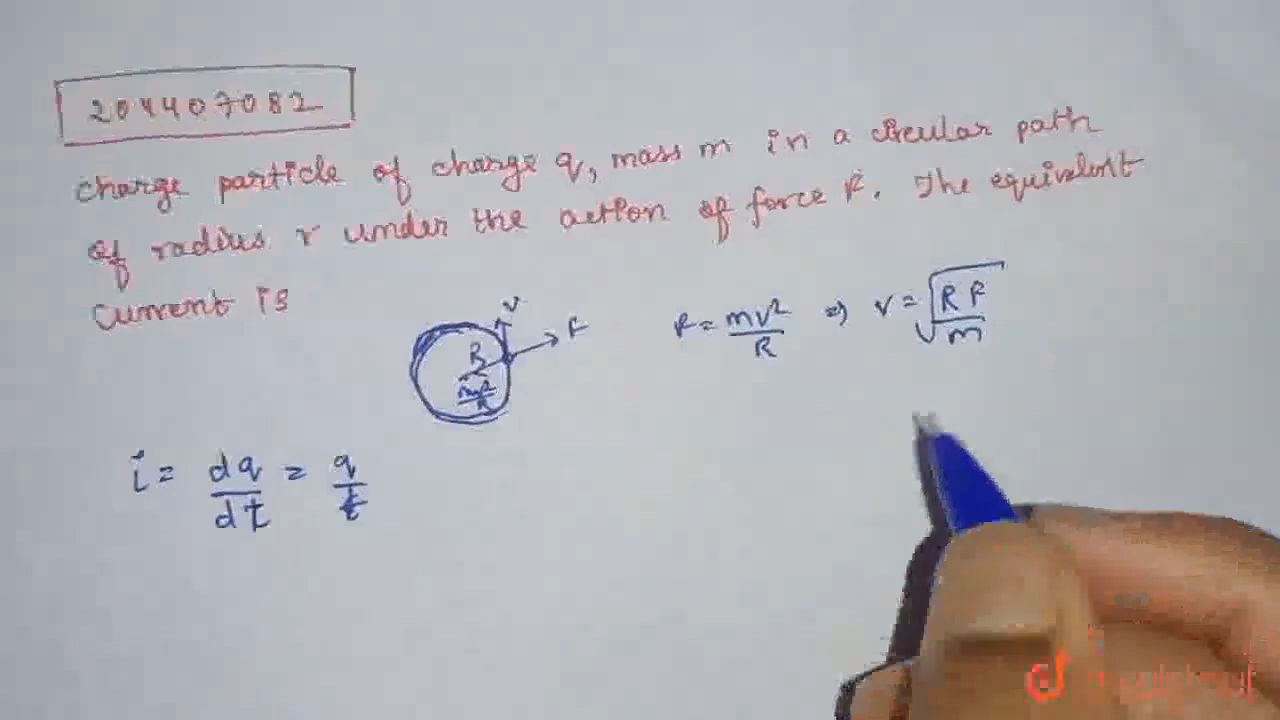 204407082
charge particle of charge q, mass m in a circular path
of radius r under the action of force F. The equivalent
current is
V
F
R
mv²/R
F = mv²/R ⇒ V = √(RF/m)
i = dq/dt = q/t